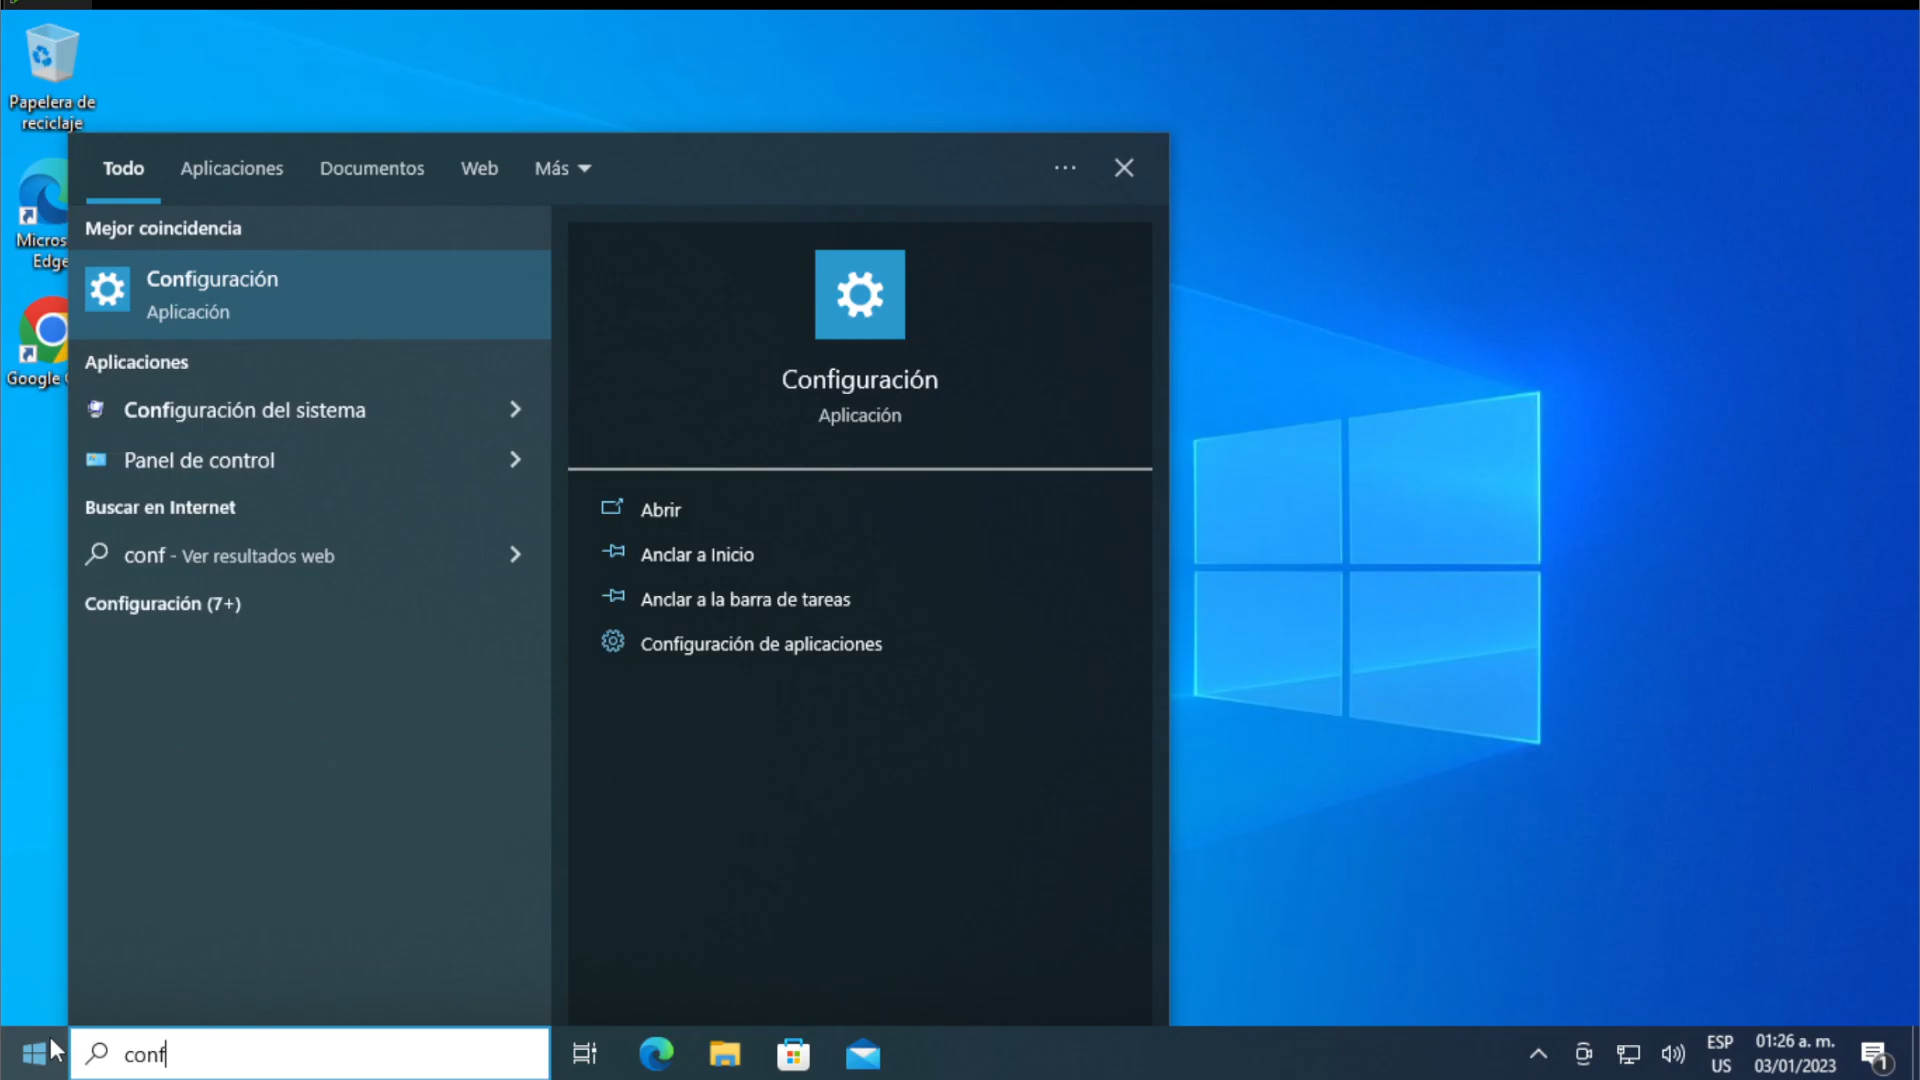 Papelera de
reciclaje
Micros
Edge
Google
Todo
Aplicaciones
Documentos
Web
Más
Mejor coincidencia
Configuración
Aplicación
Aplicaciones
Configuración del sistema
Panel de control
Buscar en Internet
conf - Ver resultados web
Configuración (7+)
Configuración
Aplicación
Abrir
Anclar a Inicio
Anclar a la barra de tareas
Configuración de aplicaciones
conf
ESP
US
01:26 a. m.
03/01/2023
1